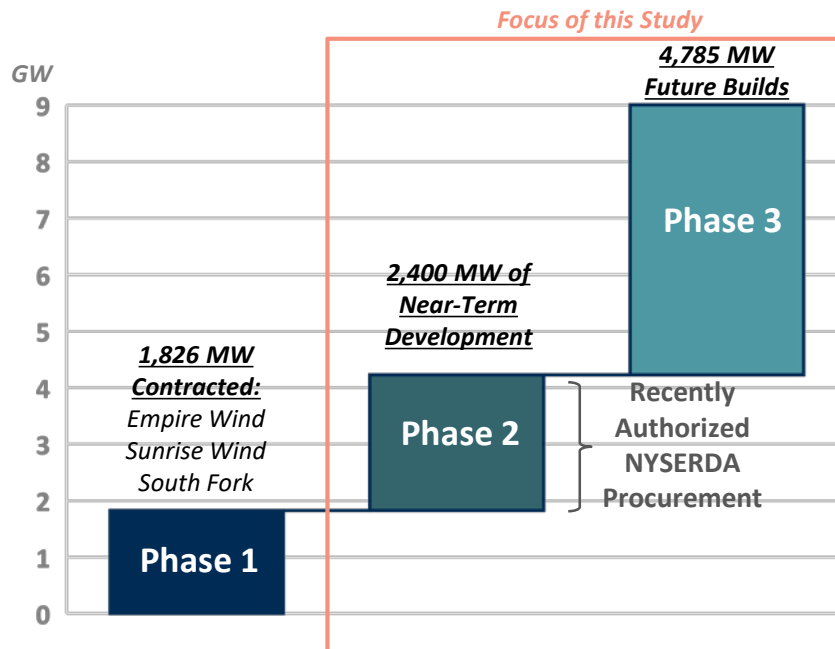 Focus of this Study
GW
9
8
7
6
5
4
3
2
1
0
1,826 MW
Contracted:
Empire Wind
Sunrise Wind
South Fork
Phase 1
2,400 MW of
Near-Term
Development
Phase 2
4,785 MW
Future Builds
Phase 3
Recently
Authorized
NYSERDA
Procurement